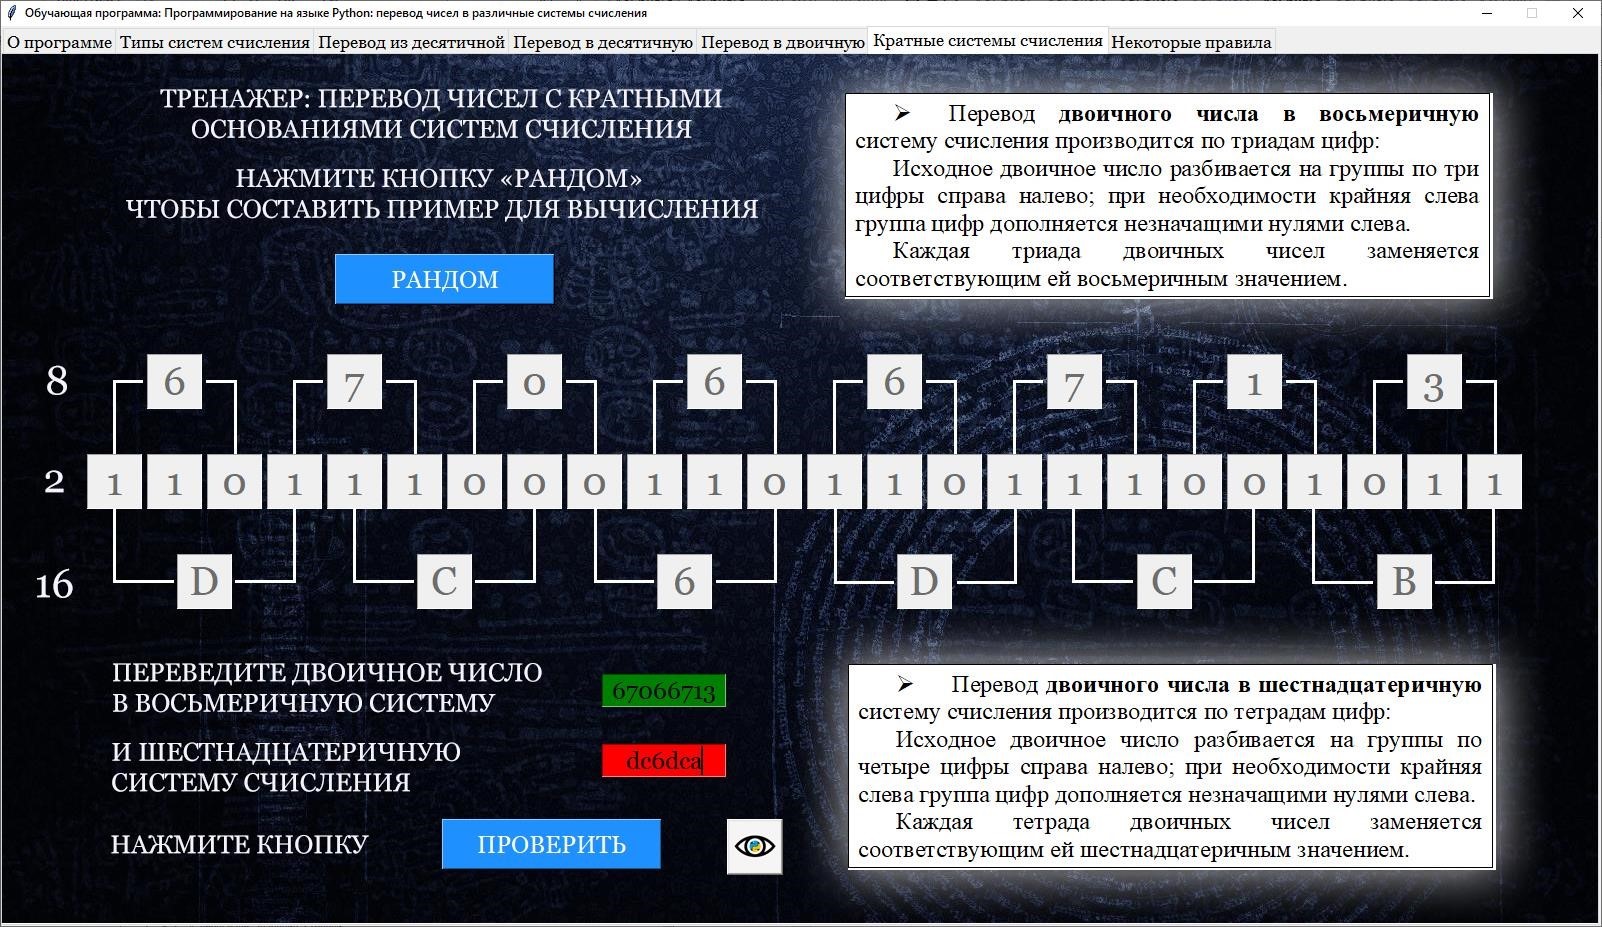 Обучающая программа: Программирование на языке Python: перевод чисел в различные системы счисления
О программе Типы систем счисления Перевод из десятичной Перевод в десятичную Перевод в двоичную Кратные системы счисления Некоторые правила
ТРЕНАЖЕР: ПЕРЕВОД ЧИСЕЛ С КРАТНЫМИ
ОСНОВАНИЯМИ СИСТЕМ СЧИСЛЕНИЯ
НАЖМИТЕ КНОПКУ «РАНДОМ»
ЧТОБЫ СОСТАВИТЬ ПРИМЕР ДЛЯ ВЫЧИСЛЕНИЯ
РАНДОМ
➢ Перевод двоичного числа в восьмеричную
систему счисления производится по триадам цифр:
Исходное двоичное число разбивается на группы по три
цифры справа налево; при необходимости крайняя слева
группа цифр дополняется незначащими нулями слева.
Каждая триада двоичных чисел заменяется
соответствующим ей восьмеричным значением.
8 6 7 0 6 6 7 1 3
2 1 1 0 1 1 1 0 0 0 1 1 0 1 1 0 1 1 1 0 0 1 0 1 1
16 D C 6 D C B
ПЕРЕВЕДИТЕ ДВОИЧНОЕ ЧИСЛО
В ВОСЬМЕРИЧНУЮ СИСТЕМУ
67066713
И ШЕСТНАДЦАТЕРИЧНУЮ
СИСТЕМУ СЧИСЛЕНИЯ
dc6dca
НАЖМИТЕ КНОПКУ
ПРОВЕРИТЬ
➢ Перевод двоичного числа в шестнадцатеричную
систему счисления производится по тетрадам цифр:
Исходное двоичное число разбивается на группы по
четыре цифры справа налево; при необходимости крайняя
слева группа цифр дополняется незначащими нулями слева.
Каждая тетрада двоичных чисел заменяется
соответствующим ей шестнадцатеричным значением.